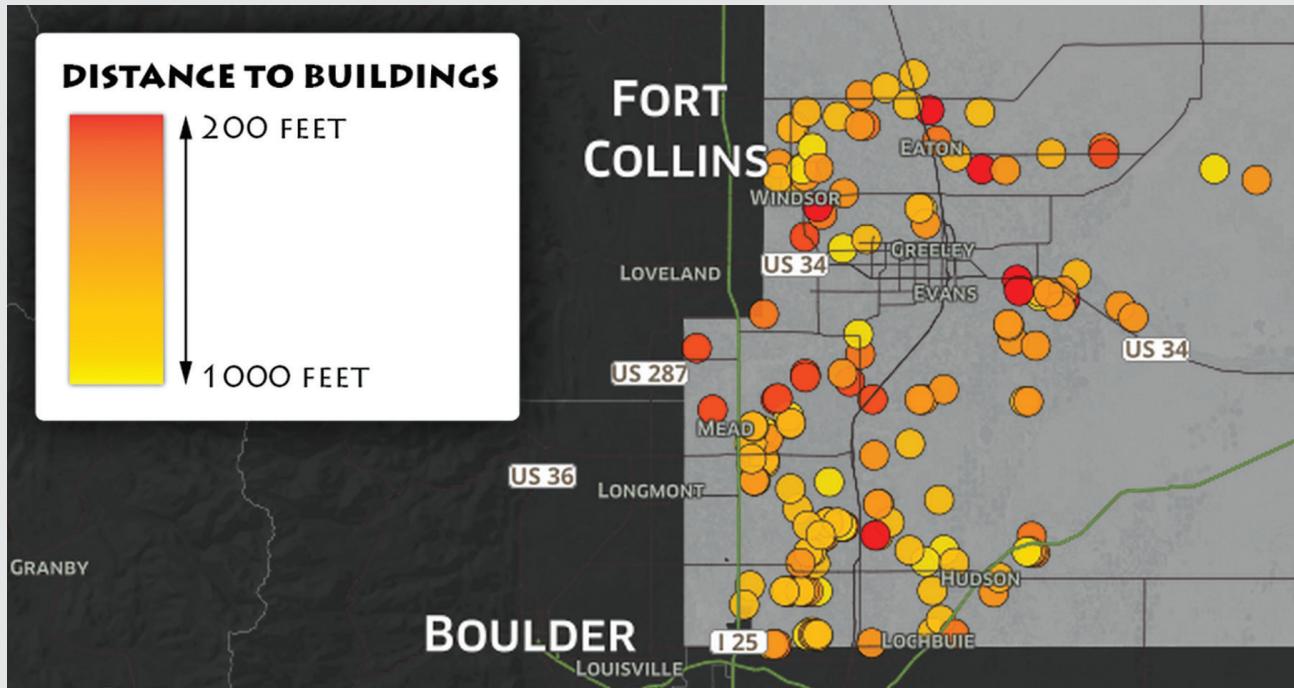 DISTANCE TO BUILDINGS
200 FEET
1000 FEET
FORT
COLLINS
EATON
WINDSOR
GREELEY
US 34
LOVELAND
EVANS
US 34
US 287
MEAD
US 36
LONGMONT
GRANBY
HUDSON
BOULDER
I 25
LOCHBUIE
LOUISVILLE